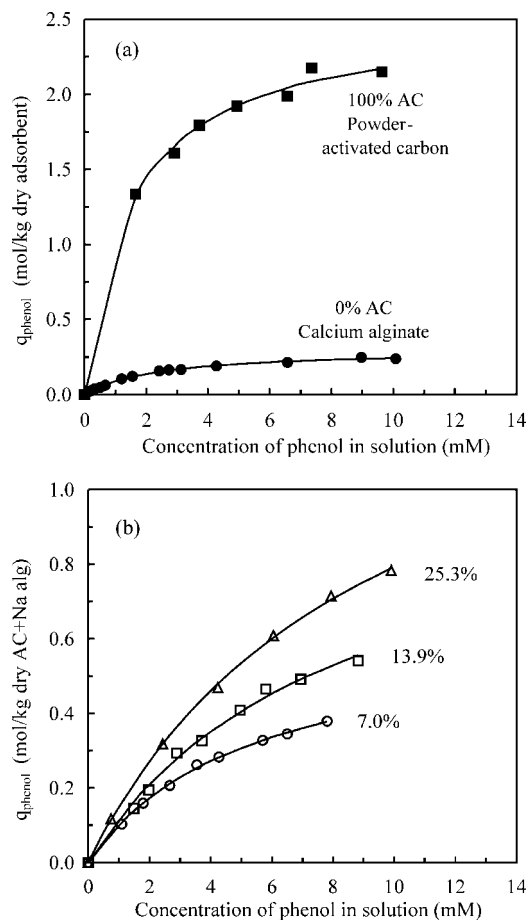 (a)
2.5
2.0
1.5
1.0
0.5
0.0
q_phenol (mol/kg dry adsorbent)
100% AC
Powder-
activated carbon
0% AC
Calcium alginate
0 2 4 6 8 10 12 14
Concentration of phenol in solution (mM)
(b)
1.0
0.8
0.6
0.4
0.2
0.0
q_phenol (mol/kg dry AC+Na alg)
25.3%
13.9%
7.0%
0 2 4 6 8 10 12 14
Concentration of phenol in solution (mM)